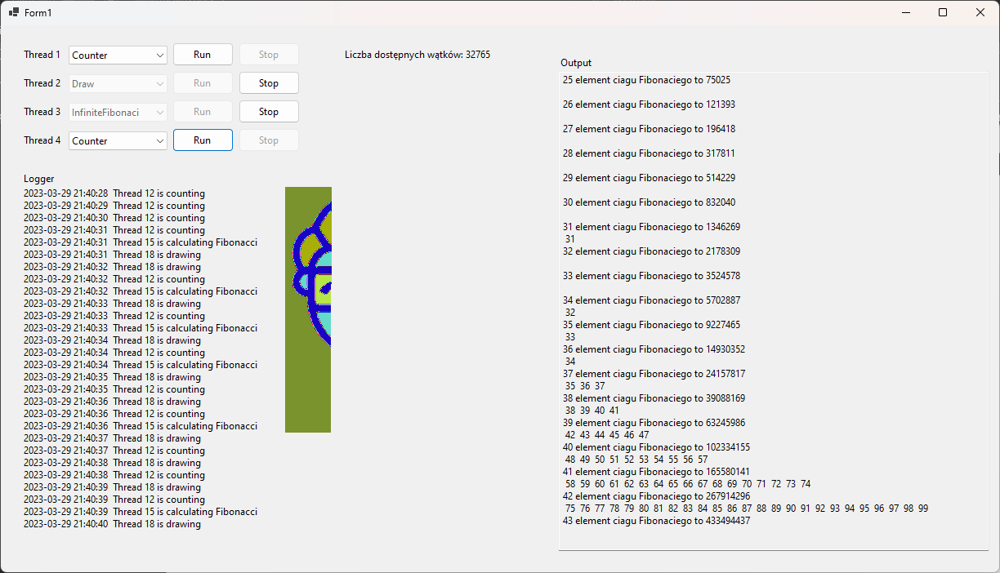 Form1
Thread 1 Counter Run Stop
Liczba dostępnych wątków: 32765
Thread 2 Draw Run Stop
Thread 3 InfiniteFibonaci Run Stop
Thread 4 Counter Run Stop
Logger
2023-03-29 21:40:28 Thread 12 is counting
2023-03-29 21:40:29 Thread 12 is counting
2023-03-29 21:40:30 Thread 12 is counting
2023-03-29 21:40:31 Thread 12 is counting
2023-03-29 21:40:31 Thread 15 is calculating Fibonacci
2023-03-29 21:40:31 Thread 18 is drawing
2023-03-29 21:40:32 Thread 18 is drawing
2023-03-29 21:40:32 Thread 12 is counting
2023-03-29 21:40:32 Thread 15 is calculating Fibonacci
2023-03-29 21:40:33 Thread 18 is drawing
2023-03-29 21:40:33 Thread 12 is counting
2023-03-29 21:40:33 Thread 15 is calculating Fibonacci
2023-03-29 21:40:34 Thread 18 is drawing
2023-03-29 21:40:34 Thread 12 is counting
2023-03-29 21:40:34 Thread 15 is calculating Fibonacci
2023-03-29 21:40:35 Thread 18 is drawing
2023-03-29 21:40:35 Thread 12 is counting
2023-03-29 21:40:36 Thread 18 is drawing
2023-03-29 21:40:36 Thread 12 is counting
2023-03-29 21:40:36 Thread 15 is calculating Fibonacci
2023-03-29 21:40:37 Thread 18 is drawing
2023-03-29 21:40:37 Thread 12 is counting
2023-03-29 21:40:38 Thread 18 is drawing
2023-03-29 21:40:38 Thread 12 is counting
2023-03-29 21:40:39 Thread 18 is drawing
2023-03-29 21:40:39 Thread 12 is counting
2023-03-29 21:40:39 Thread 15 is calculating Fibonacci
2023-03-29 21:40:40 Thread 18 is drawing
Output
25 element ciagu Fibonaciego to 75025
26 element ciagu Fibonaciego to 121393
27 element ciagu Fibonaciego to 196418
28 element ciagu Fibonaciego to 317811
29 element ciagu Fibonaciego to 514229
30 element ciagu Fibonaciego to 832040
31 element ciagu Fibonaciego to 1346269
31
32 element ciagu Fibonaciego to 2178309
33 element ciagu Fibonaciego to 3524578
34 element ciagu Fibonaciego to 5702887
32
35 element ciagu Fibonaciego to 9227465
33
36 element ciagu Fibonaciego to 14930352
34
37 element ciagu Fibonaciego to 24157817
35 36 37
38 element ciagu Fibonaciego to 39088169
38 39 40 41
39 element ciagu Fibonaciego to 63245986
42 43 44 45 46 47
40 element ciagu Fibonaciego to 102334155
48 49 50 51 52 53 54 55 56 57
41 element ciagu Fibonaciego to 165580141
58 59 60 61 62 63 64 65 66 67 68 69 70 71 72 73 74
42 element ciagu Fibonaciego to 267914296
75 76 77 78 79 80 81 82 83 84 85 86 87 88 89 90 91 92 93 94 95 96 97 98 99
43 element ciagu Fibonaciego to 433494437